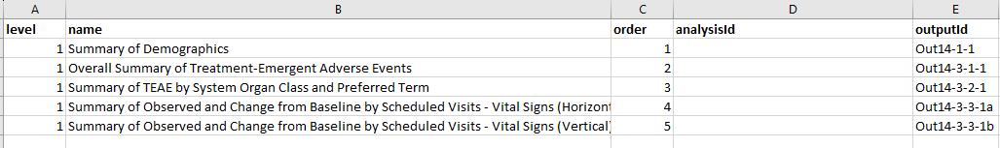 A B C D E
level name order analysisId outputId
1 Summary of Demographics 1 Out14-1-1
1 Overall Summary of Treatment-Emergent Adverse Events 2 Out14-3-1-1
1 Summary of TEAE by System Organ Class and Preferred Term 3 Out14-3-2-1
1 Summary of Observed and Change from Baseline by Scheduled Visits - Vital Signs (Horizont 4 Out14-3-3-1a
1 Summary of Observed and Change from Baseline by Scheduled Visits - Vital Signs (Vertical) 5 Out14-3-3-1b